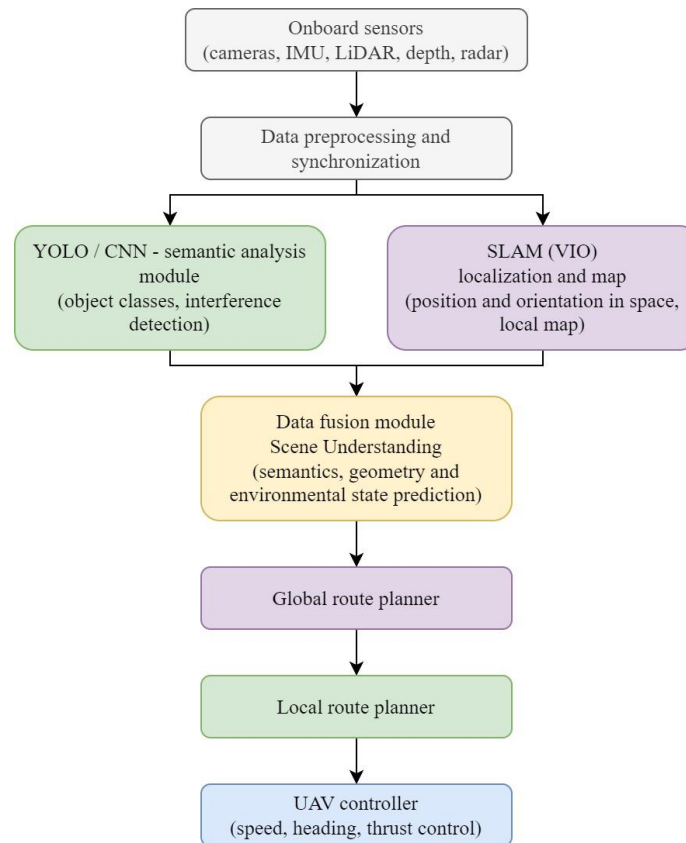 Onboard sensors
(cameras, IMU, LiDAR, depth, radar)
Data preprocessing and
synchronization
YOLO / CNN - semantic analysis
module
(object classes, interference
detection)
SLAM (VIO)
localization and map
(position and orientation in space,
local map)
Data fusion module
Scene Understanding
(semantics, geometry and
environmental state prediction)
Global route planner
Local route planner
UAV controller
(speed, heading, thrust control)